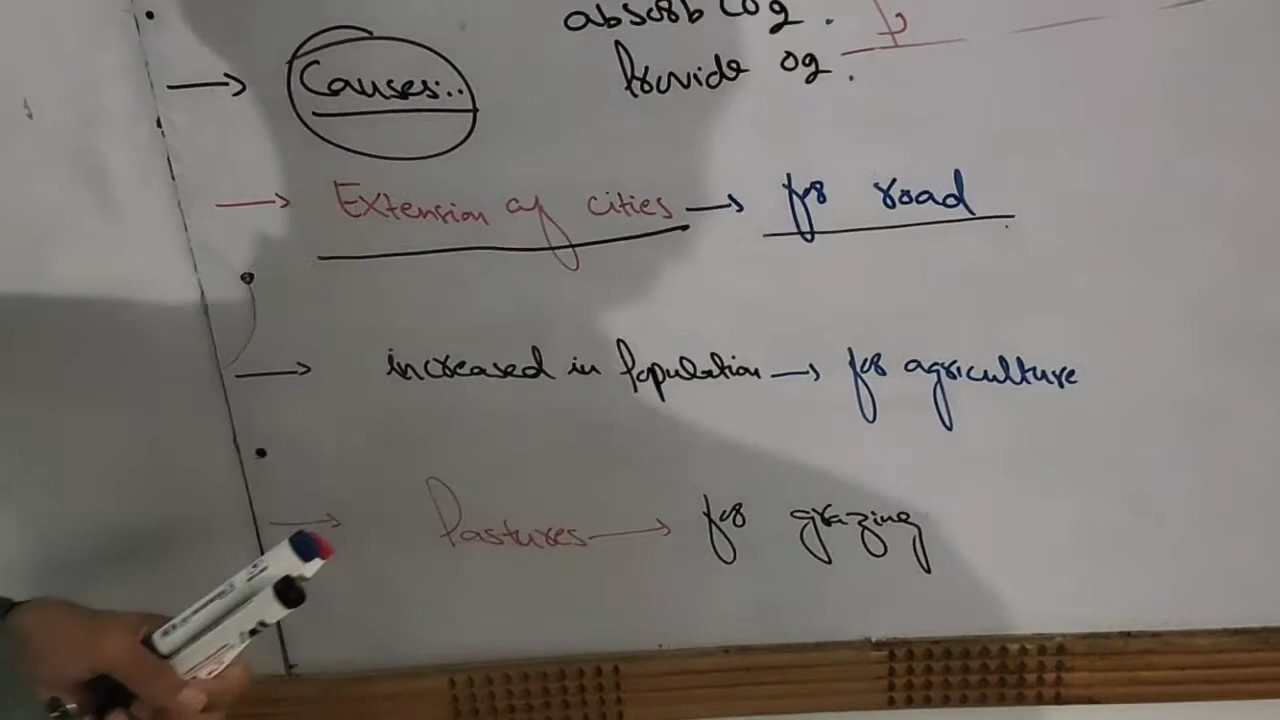 absorb CO2.
Provide O2.
→ Causes..
→ Extension of cities → for road
→ increased in Population → for agriculture
→ Pastures → for grazing